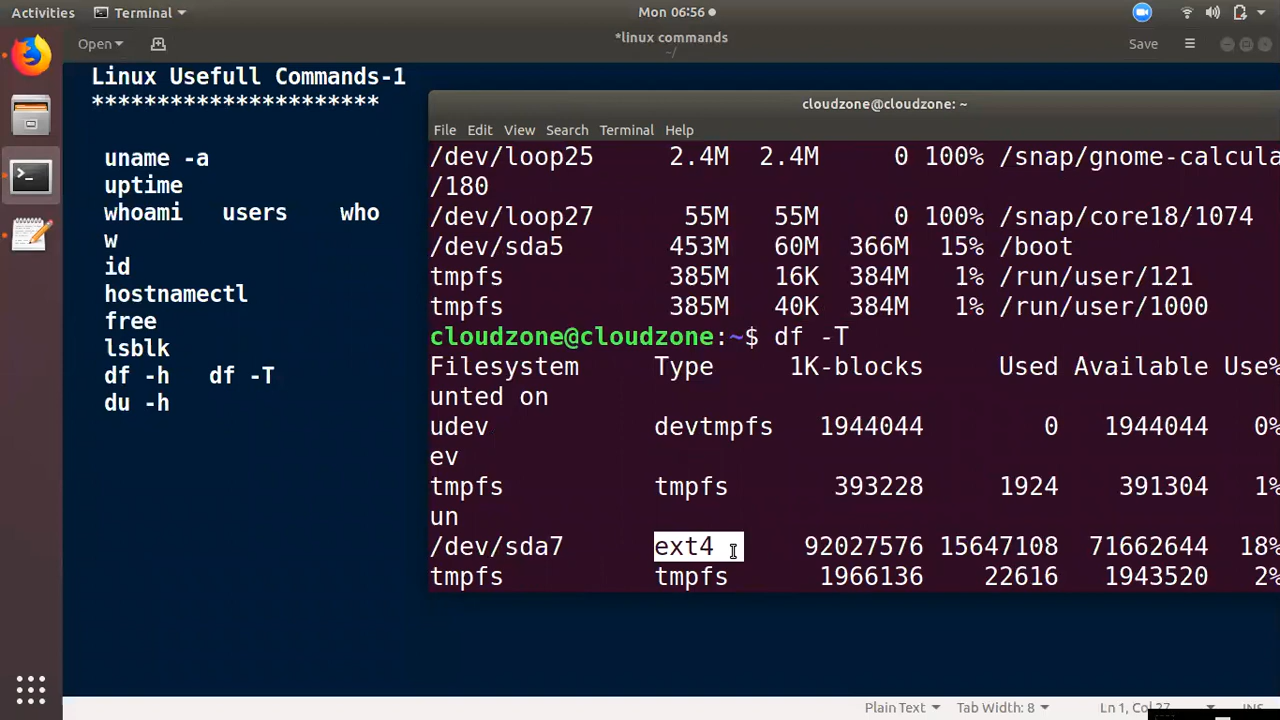 Activities Terminal Mon 06:56
Open *linux commands Save
~/
Linux Usefull Commands-1
**********************
uname -a
uptime
whoami users who
w
id
hostnamectl
free
lsblk
df -h df -T
du -h
cloudzone@cloudzone: ~
File Edit View Search Terminal Help
/dev/loop25 2.4M 2.4M 0 100% /snap/gnome-calcula
/180
/dev/loop27 55M 55M 0 100% /snap/core18/1074
/dev/sda5 453M 60M 366M 15% /boot
tmpfs 385M 16K 384M 1% /run/user/121
tmpfs 385M 40K 384M 1% /run/user/1000
cloudzone@cloudzone:~$ df -T
Filesystem Type 1K-blocks Used Available Use%
unted on
udev devtmpfs 1944044 0 1944044 0%
ev
tmpfs tmpfs 393228 1924 391304 1%
un
/dev/sda7 ext4 92027576 15647108 71662644 18%
tmpfs tmpfs 1966136 22616 1943520 2%
Plain Text Tab Width: 8 Ln 1, Col 27 INS